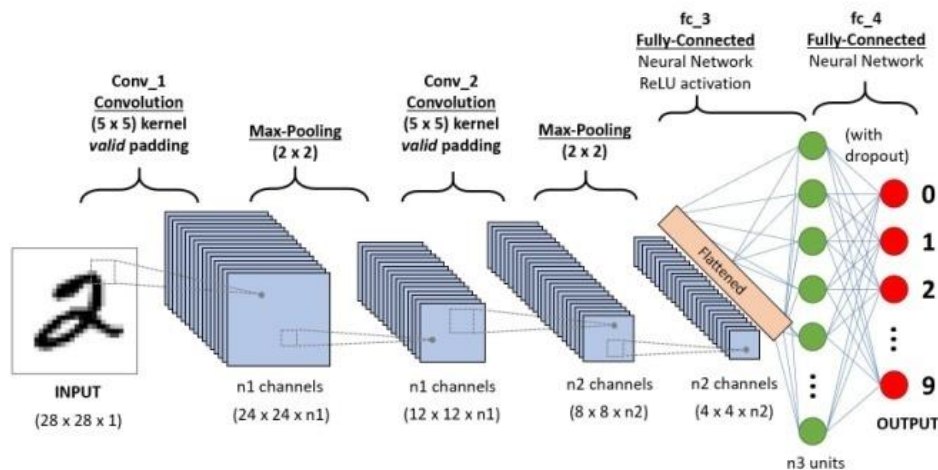 fc_3
Fully-Connected
Neural Network
ReLU activation
fc_4
Fully-Connected
Neural Network
Conv_1
Convolution
(5 x 5) kernel
valid padding
Max-Pooling
(2 x 2)
Conv_2
Convolution
(5 x 5) kernel
valid padding
Max-Pooling
(2 x 2)
(with
dropout)
Flattened
0
1
2
9
INPUT
(28 x 28 x 1)
n1 channels
(24 x 24 x n1)
n1 channels
(12 x 12 x n1)
n2 channels
(8 x 8 x n2)
n2 channels
(4 x 4 x n2)
n3 units
OUTPUT
2